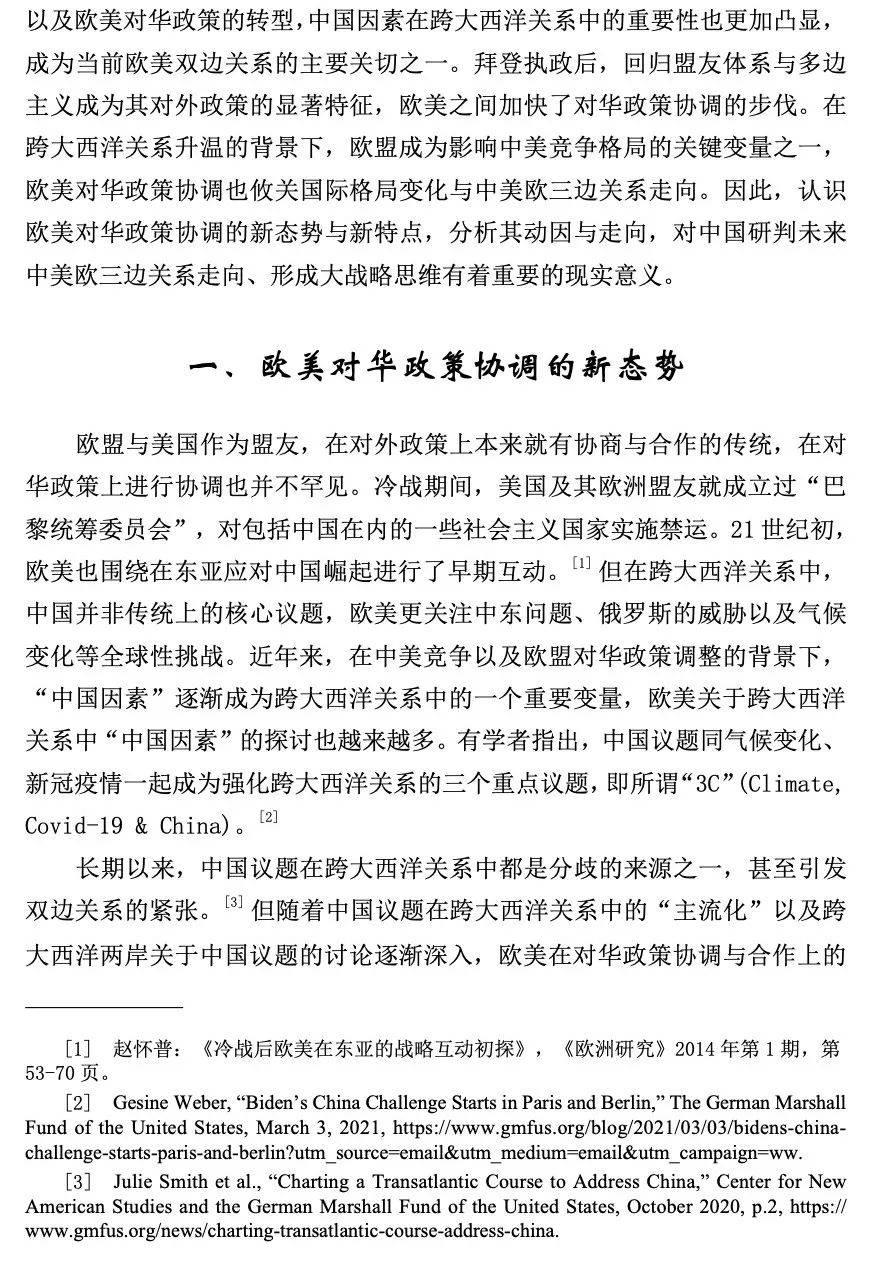 以及欧美对华政策的转型，中国因素在跨大西洋关系中的重要性也更加凸显，
成为当前欧美双边关系的主要关切之一。拜登执政后，回归盟友体系与多边
主义成为其对外政策的显著特征，欧美之间加快了对华政策协调的步伐。在
跨大西洋关系升温的背景下，欧盟成为影响中美竞争格局的关键变量之一，
欧美对华政策协调也攸关国际格局变化与中美欧三边关系走向。因此，认识
欧美对华政策协调的新态势与新特点，分析其动因与走向，对中国研判未来
中美欧三边关系走向、形成大战略思维有着重要的现实意义。
一、欧美对华政策协调的新态势
欧盟与美国作为盟友，在对外政策上本来就有协商与合作的传统，在对
华政策上进行协调也并不罕见。冷战期间，美国及其欧洲盟友就成立过“巴
黎统筹委员会”，对包括中国在内的一些社会主义国家实施禁运。21 世纪初，
欧美也围绕在东亚应对中国崛起进行了早期互动。[1] 但在跨大西洋关系中，
中国并非传统上的核心议题，欧美更关注中东问题、俄罗斯的威胁以及气候
变化等全球性挑战。近年来，在中美竞争以及欧盟对华政策调整的背景下，
“中国因素”逐渐成为跨大西洋关系中的一个重要变量，欧美关于跨大西洋
关系中“中国因素”的探讨也越来越多。有学者指出，中国议题同气候变化、
新冠疫情一起成为强化跨大西洋关系的三个重点议题，即所谓“3C”(Climate,
Covid-19 & China)。[2]
长期以来，中国议题在跨大西洋关系中都是分歧的来源之一，甚至引发
双边关系的紧张。[3] 但随着中国议题在跨大西洋关系中的“主流化”以及跨
大西洋两岸关于中国议题的讨论逐渐深入，欧美在对华政策协调与合作上的
[1] 赵怀普：《冷战后欧美在东亚的战略互动初探》，《欧洲研究》2014 年第 1 期，第
53-70 页。
[2] Gesine Weber, “Biden’s China Challenge Starts in Paris and Berlin,” The German Marshall
Fund of the United States, March 3, 2021, https://www.gmfus.org/blog/2021/03/03/bidens-china-
challenge-starts-paris-and-berlin?utm_source=email&utm_medium=email&utm_campaign=ww.
[3] Julie Smith et al., “Charting a Transatlantic Course to Address China,” Center for New
American Studies and the German Marshall Fund of the United States, October 2020, p.2, https://
www.gmfus.org/news/charting-transatlantic-course-address-china.